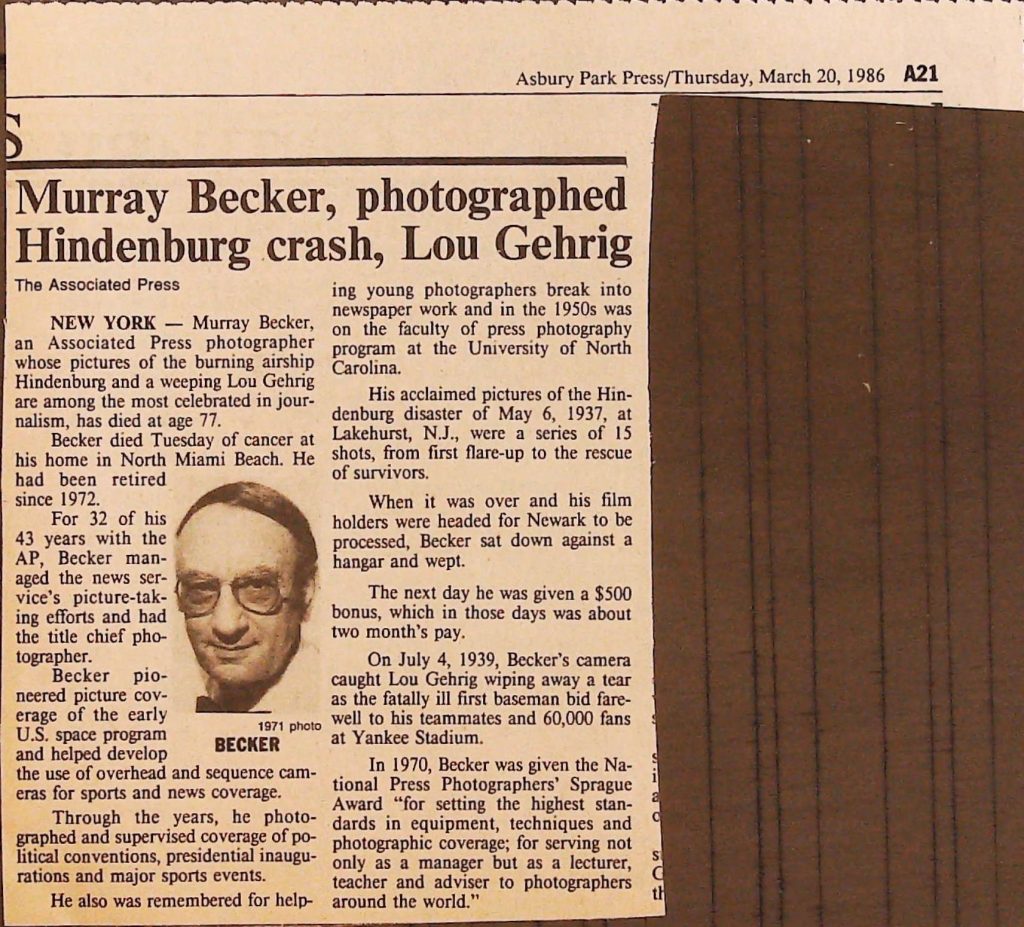 Asbury Park Press/Thursday, March 20, 1986 A21
S
Murray Becker, photographed
Hindenburg crash, Lou Gehrig
The Associated Press
NEW YORK — Murray Becker,
an Associated Press photographer
whose pictures of the burning airship
Hindenburg and a weeping Lou Gehrig
are among the most celebrated in jour-
nalism, has died at age 77.
Becker died Tuesday of cancer at
his home in North Miami Beach. He
had been retired
since 1972.
For 32 of his
43 years with the
AP, Becker man-
aged the news ser-
vice's picture-tak-
ing efforts and had
the title chief pho-
tographer.
Becker pio-
neered picture cov-
erage of the early
U.S. space program
and helped develop
the use of overhead and sequence cam-
eras for sports and news coverage.
Through the years, he photo-
graphed and supervised coverage of po-
litical conventions, presidential inaugu-
rations and major sports events.
He also was remembered for help-
1971 photo
BECKER
ing young photographers break into
newspaper work and in the 1950s was
on the faculty of press photography
program at the University of North
Carolina.
His acclaimed pictures of the Hin-
denburg disaster of May 6, 1937, at
Lakehurst, N.J., were a series of 15
shots, from first flare-up to the rescue
of survivors.
When it was over and his film
holders were headed for Newark to be
processed, Becker sat down against a
hangar and wept.
The next day he was given a $500
bonus, which in those days was about
two month's pay.
On July 4, 1939, Becker's camera
caught Lou Gehrig wiping away a tear
as the fatally ill first baseman bid fare-
well to his teammates and 60,000 fans
at Yankee Stadium.
In 1970, Becker was given the Na-
tional Press Photographers' Sprague
Award "for setting the highest stan-
dards in equipment, techniques and
photographic coverage; for serving not
only as a manager but as a lecturer,
teacher and adviser to photographers
around the world."